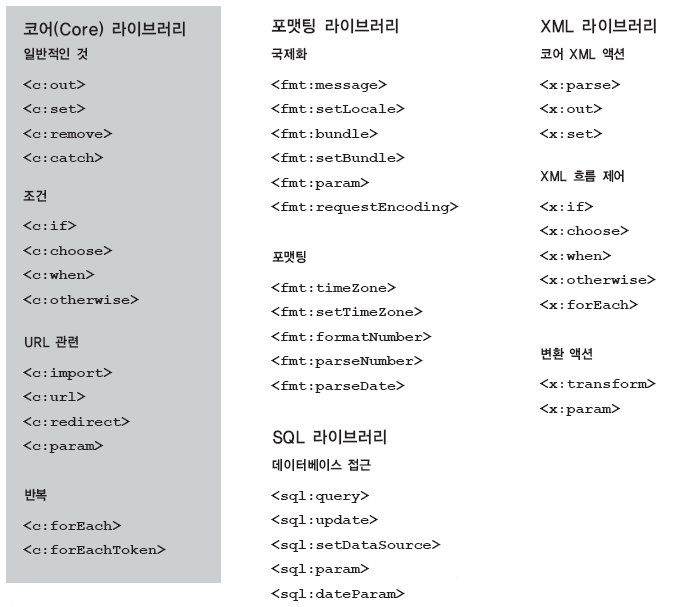 코어(Core) 라이브러리
일반적인 것
<c:out>
<c:set>
<c:remove>
<c:catch>
조건
<c:if>
<c:choose>
<c:when>
<c:otherwise>
URL 관련
<c:import>
<c:url>
<c:redirect>
<c:param>
반복
<c:forEach>
<c:forEachToken>
포맷팅 라이브러리
국제화
<fmt:message>
<fmt:setLocale>
<fmt:bundle>
<fmt:setBundle>
<fmt:param>
<fmt:requestEncoding>
포맷팅
<fmt:timeZone>
<fmt:setTimeZone>
<fmt:formatNumber>
<fmt:parseNumber>
<fmt:parseDate>
SQL 라이브러리
데이터베이스 접근
<sql:query>
<sql:update>
<sql:setDataSource>
<sql:param>
<sql:dateParam>
XML 라이브러리
코어 XML 액션
<x:parse>
<x:out>
<x:set>
XML 흐름 제어
<x:if>
<x:choose>
<x:when>
<x:otherwise>
<x:forEach>
변환 액션
<x:transform>
<x:param>